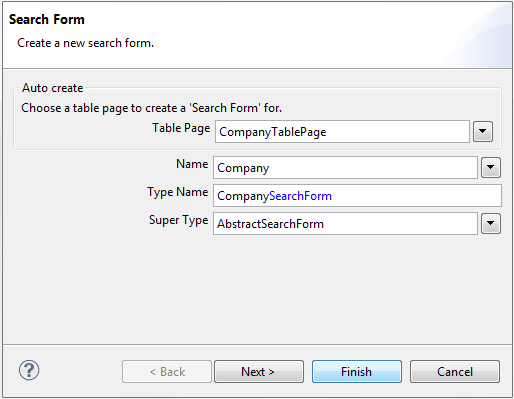 Search Form
Create a new search form.
Auto create
Choose a table page to create a 'Search Form' for.
Table Page CompanyTablePage
Name Company
Type Name CompanySearchForm
Super Type AbstractSearchForm
? < Back Next > Finish Cancel